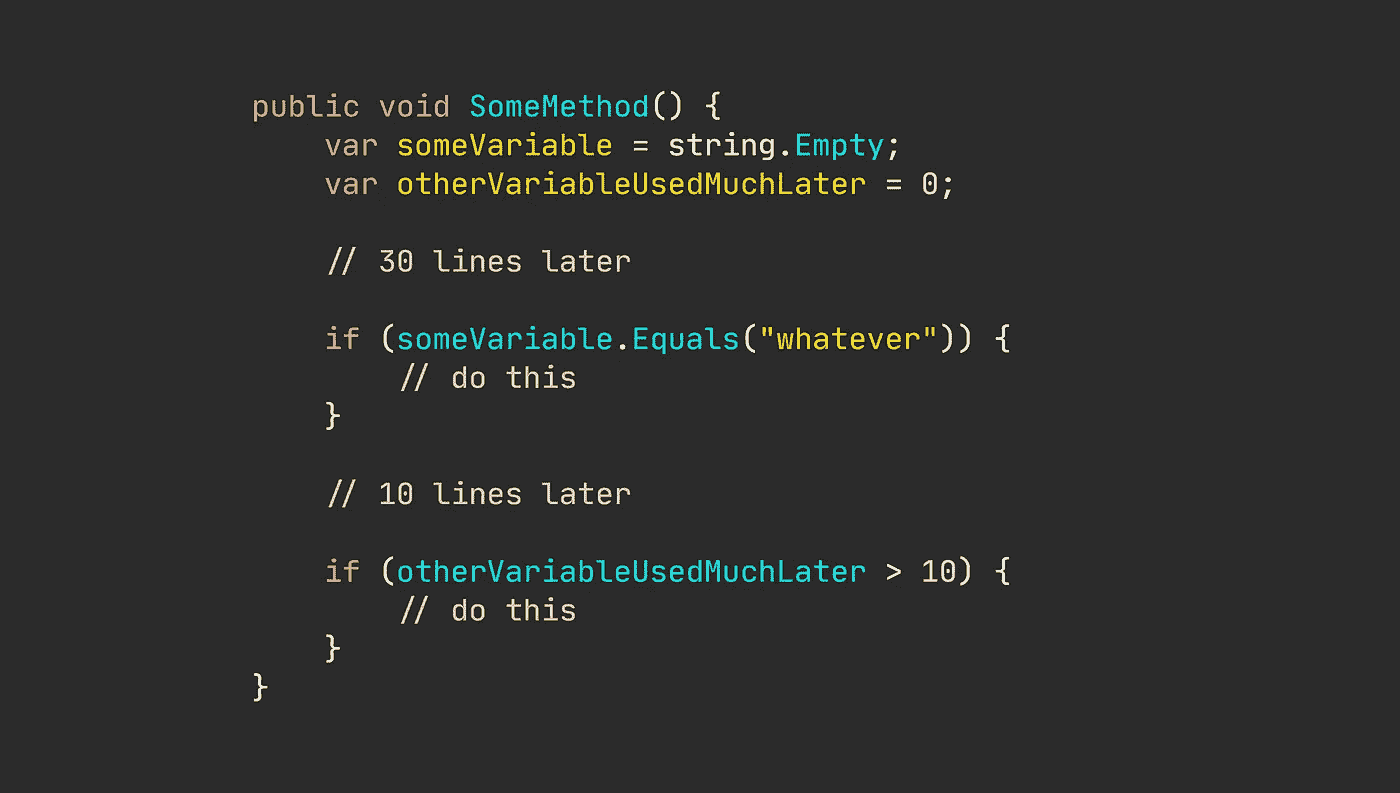 public void SomeMethod() {
    var someVariable = string.Empty;
    var otherVariableUsedMuchLater = 0;

    // 30 lines later

    if (someVariable.Equals("whatever")) {
        // do this
    }

    // 10 lines later

    if (otherVariableUsedMuchLater > 10) {
        // do this
    }
}